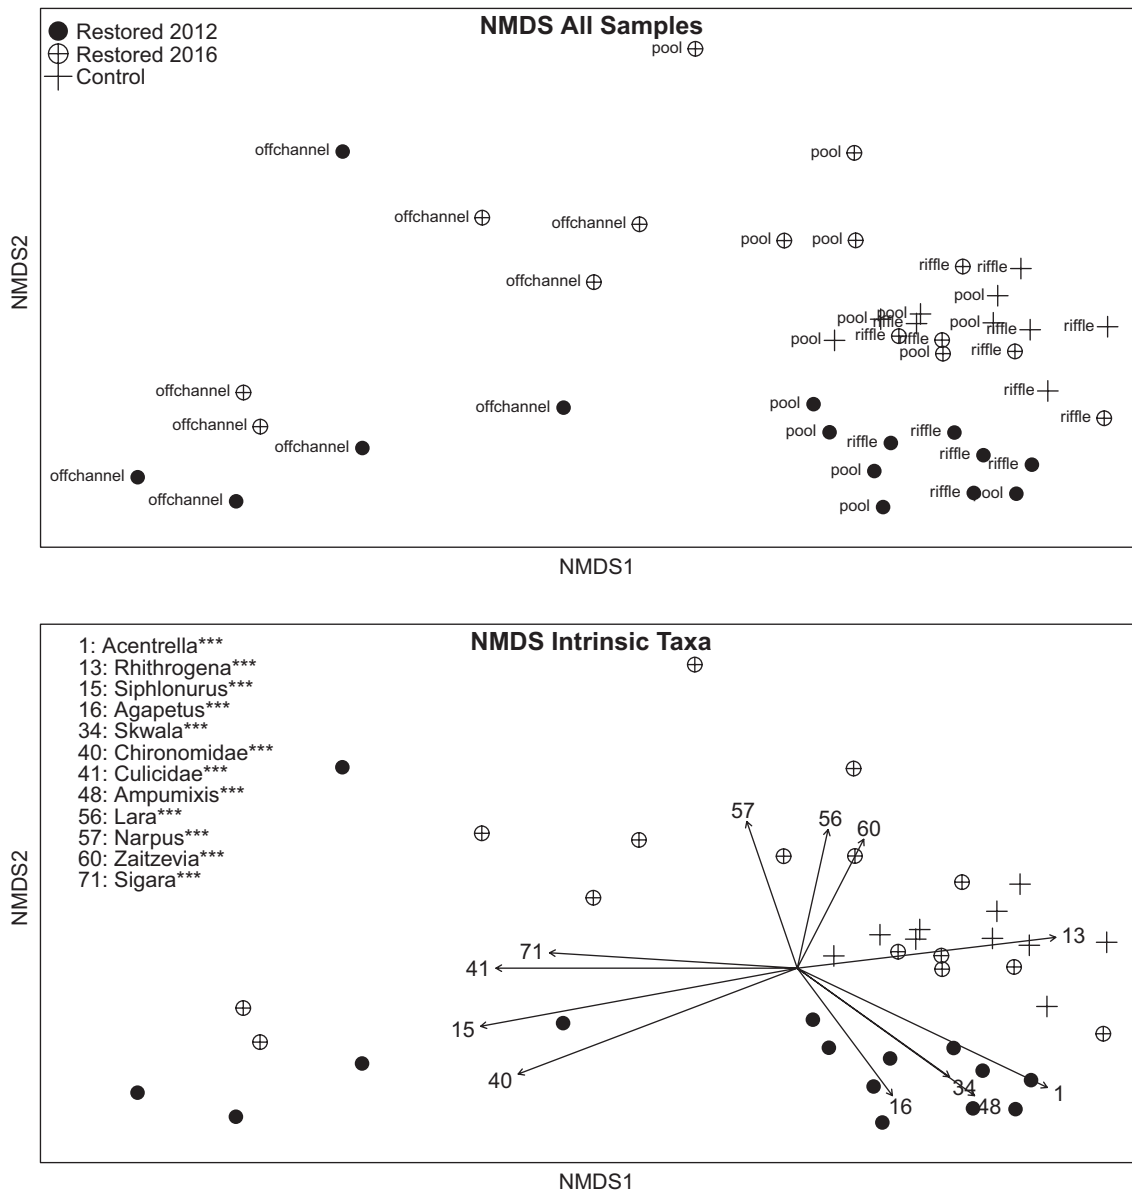 NMDS All Samples
Restored 2012
Restored 2016
Control
pool
offchannel
pool
offchannel
offchannel
pool
pool
riffle
riffle
offchannel
pool
pool
pool
riffle
pool
riffle
riffle
pool
riffle
riffle
pool
riffle
offchannel
riffle
offchannel
pool
riffle
offchannel
pool
riffle
riffle
offchannel
riffle
riffle
offchannel
pool
offchannel
riffle
pool
pool
NMDS2
NMDS1
NMDS Intrinsic Taxa
1: Acentrella***
13: Rhithrogena***
15: Siphlonurus***
16: Agapetus***
34: Skwala***
40: Chironomidae***
41: Culicidae***
48: Ampumixis***
56: Lara***
57: Narpus***
60: Zaitzevia***
71: Sigara***
57
56
60
13
71
41
15
40
34
1
16
48
NMDS2
NMDS1